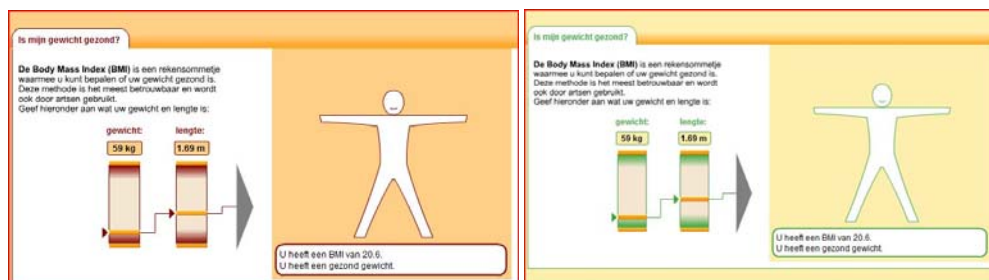 Is mijn gewicht gezond?
De Body Mass Index (BMI) is een rekensommetje
waarmee u kunt bepalen of uw gewicht gezond is.
Deze methode is het meest betrouwbaar en wordt
ook door artsen gebruikt.
Geef hieronder aan wat uw gewicht en lengte is:
gewicht: lengte:
59 kg 1.69 m
U heeft een BMI van 20.6.
U heeft een gezond gewicht.
Is mijn gewicht gezond?
De Body Mass Index (BMI) is een rekensommetje
waarmee u kunt bepalen of uw gewicht gezond is.
Deze methode is het meest betrouwbaar en wordt
ook door artsen gebruikt.
Geef hieronder aan wat uw gewicht en lengte is:
gewicht: lengte:
59 kg 1.69 m
U heeft een BMI van 20.6.
U heeft een gezond gewicht.